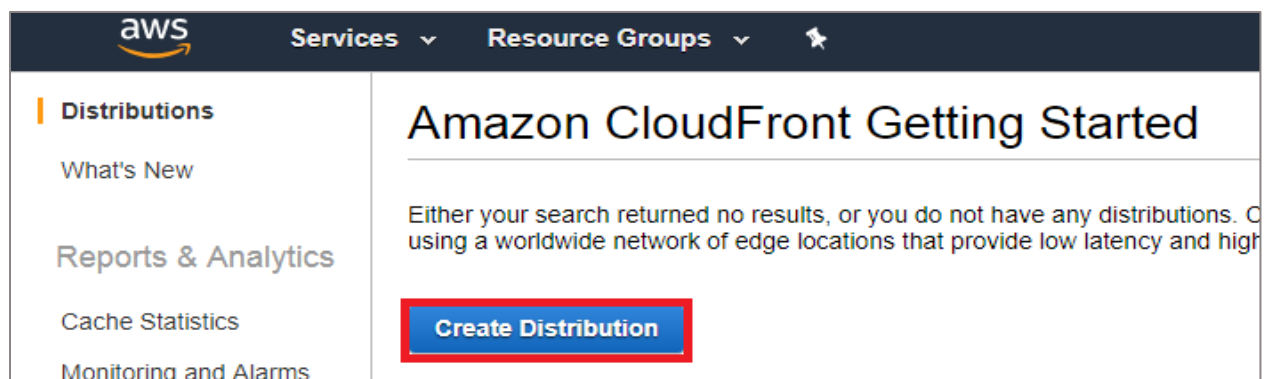 aws Services Resource Groups
Distributions
What's New
Reports & Analytics
Cache Statistics
Monitoring and Alarms
Amazon CloudFront Getting Started
Either your search returned no results, or you do not have any distributions.
using a worldwide network of edge locations that provide low latency and high
Create Distribution